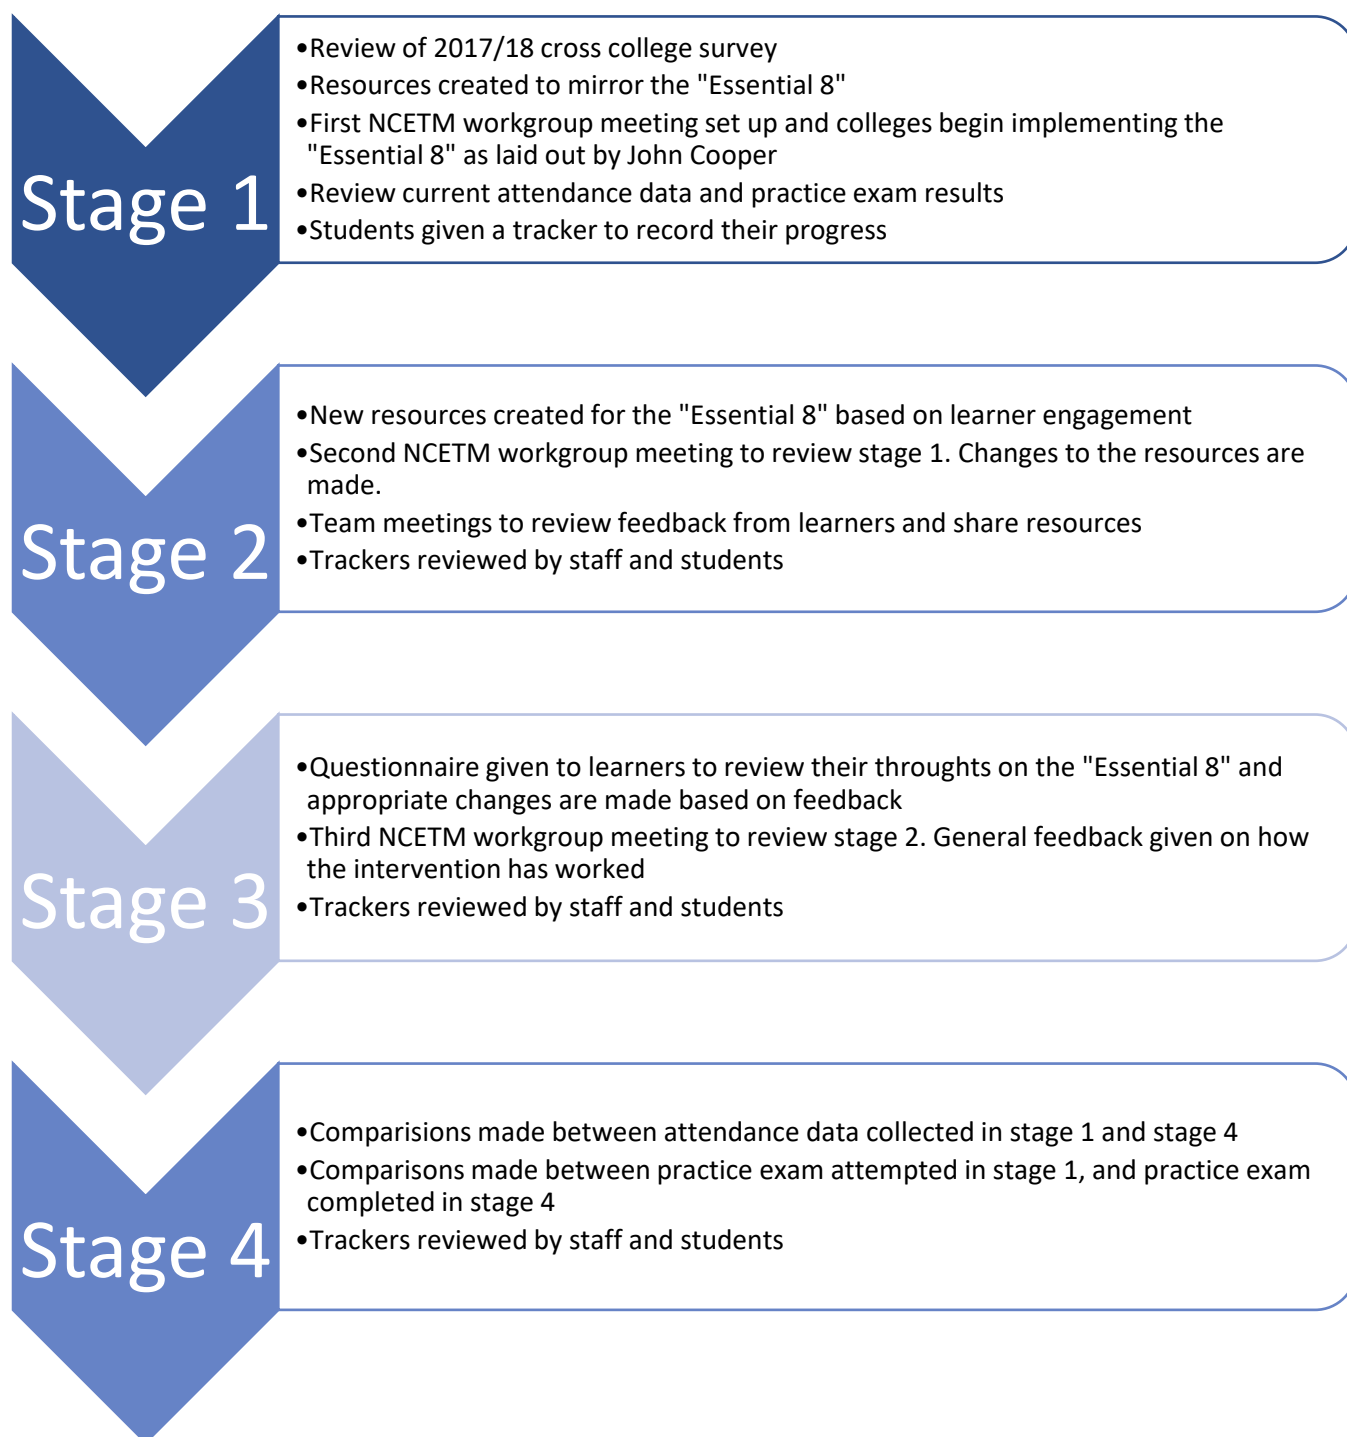 Stage 1
•Review of 2017/18 cross college survey
•Resources created to mirror the "Essential 8"
•First NCETM workgroup meeting set up and colleges begin implementing the
"Essential 8" as laid out by John Cooper
•Review current attendance data and practice exam results
•Students given a tracker to record their progress
Stage 2
•New resources created for the "Essential 8" based on learner engagement
•Second NCETM workgroup meeting to review stage 1. Changes to the resources are
made.
•Team meetings to review feedback from learners and share resources
•Trackers reviewed by staff and students
Stage 3
•Questionnaire given to learners to review their throughts on the "Essential 8" and
appropriate changes are made based on feedback
•Third NCETM workgroup meeting to review stage 2. General feedback given on how
the intervention has worked
•Trackers reviewed by staff and students
Stage 4
•Comparisions made between attendance data collected in stage 1 and stage 4
•Comparisons made between practice exam attempted in stage 1, and practice exam
completed in stage 4
•Trackers reviewed by staff and students